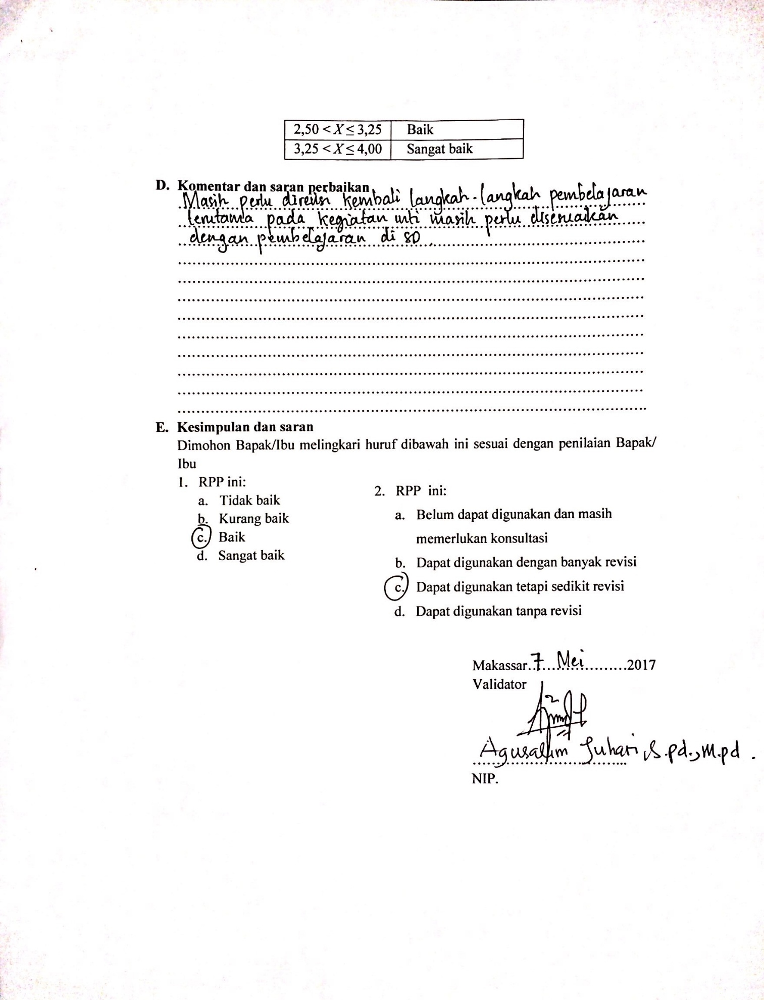 2,50 < X ≤ 3,25 Baik
3,25 < X ≤ 4,00 Sangat baik
D. Komentar dan saran perbaikan
Masih perlu direvisi kembali langkah-langkah pembelajaran
terutama pada kegiatan inti masih perlu disesuaikan
dengan pembelajaran di SD.
E. Kesimpulan dan saran
Dimohon Bapak/Ibu melingkari huruf dibawah ini sesuai dengan penilaian Bapak/
Ibu
1. RPP ini:
a. Tidak baik
b. Kurang baik
c. Baik
d. Sangat baik
2. RPP ini:
a. Belum dapat digunakan dan masih
memerlukan konsultasi
b. Dapat digunakan dengan banyak revisi
c. Dapat digunakan tetapi sedikit revisi
d. Dapat digunakan tanpa revisi
Makassar..7...Mei..........2017
Validator
Agusalim Juhari, S.pd., M.pd.
NIP.